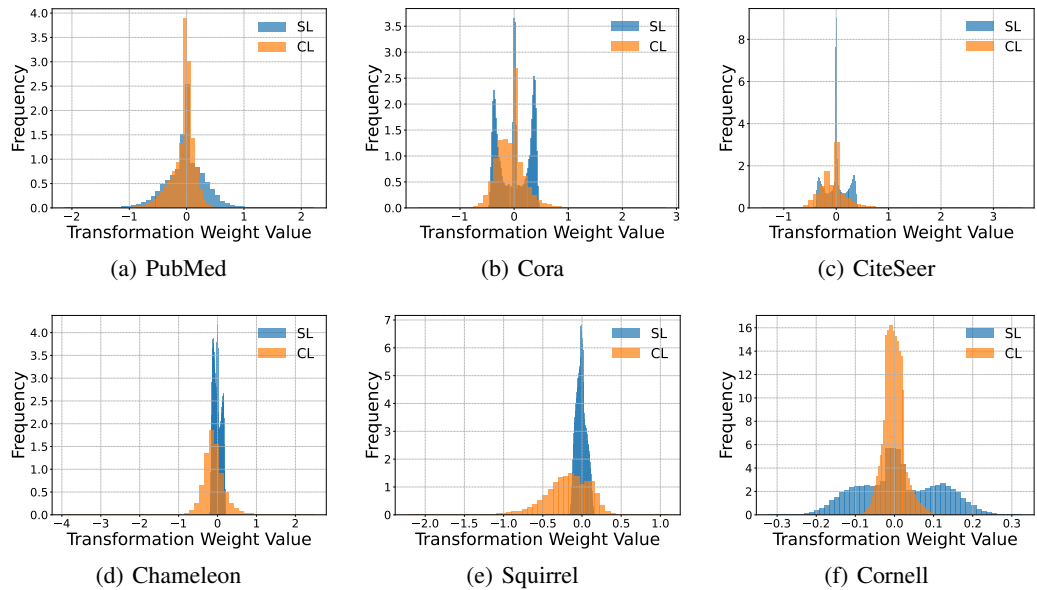 4.0
3.5
3.0
2.5
2.0
1.5
1.0
0.5
0.0
Frequency
SL
CL
−2 −1 0 1 2
Transformation Weight Value
(a) PubMed
3.5
3.0
2.5
2.0
1.5
1.0
0.5
0.0
Frequency
SL
CL
−1 0 1 2 3
Transformation Weight Value
(b) Cora
8
6
4
2
0
Frequency
SL
CL
−1 0 1 2 3
Transformation Weight Value
(c) CiteSeer
4.0
3.5
3.0
2.5
2.0
1.5
1.0
0.5
0.0
Frequency
SL
CL
−4 −3 −2 −1 0 1 2
Transformation Weight Value
(d) Chameleon
7
6
5
4
3
2
1
0
Frequency
SL
CL
−2.0 −1.5 −1.0 −0.5 0.0 0.5 1.0
Transformation Weight Value
(e) Squirrel
16
14
12
10
8
6
4
2
0
Frequency
SL
CL
−0.3 −0.2 −0.1 0.0 0.1 0.2 0.3
Transformation Weight Value
(f) Cornell